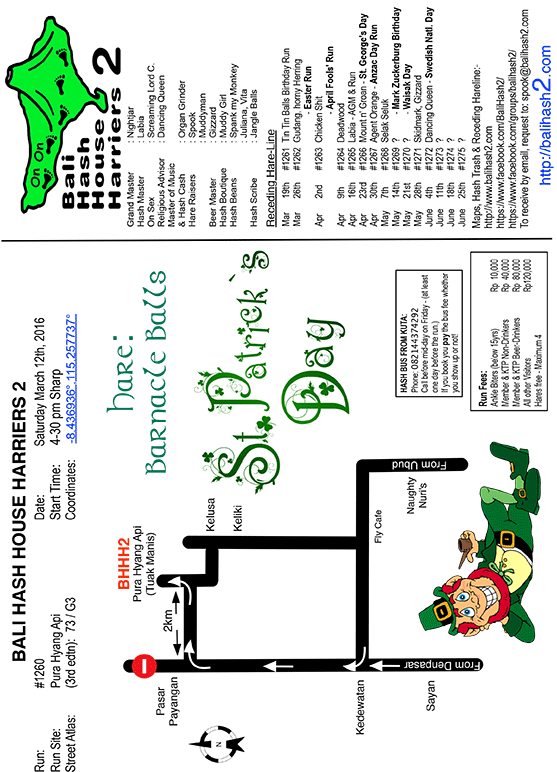 BALI HASH HOUSE HARRIERS 2
Run: #1260 Date: Saturday March 12th, 2016
Run Site: Pura Hyang Api Start Time: 4-30 pm Sharp
Street Atlas: (3rd edtn): 73 / G3 Coordinates: -8.436936°, 115.257737°
Hare:
Barnacle Balls
St. Patrick's
Day
N
Pasar
Payangan
2km
BHHH2
Pura Hyang Api
(Tuak Manis)
Kelusa
Keliki
Kedewatan
Sayan
From Denpasar
Fly Cafe
Naughty
Nuri's
From Ubud
HASH BUS FROM KUTA:
Phone: 082144374292
Call before mid-day on Friday - (at least
one day before the run.)
If you book you pay the bus fee whether
you show up or not!
Run Fees:
Ankle Biters (below 15yrs) Rp 10,000
Member & KTP Non-Drinkers Rp 40,000
Member & KTP Beer-Drinkers Rp 80,000
All other Visitors Rp120,000
Hares free - Maximum 4
On On
Bali
Hash
House
Harriers 2
Grand Master : Nightjar
Hash Master : Labia
On Sex : Screaming Lord C.
Religious Advisor : Dancing Queen
Master of Music
& Hash Cash : Organ Grinder
Hare Raisers : Spook
: Muddyman
Beer Master : Gizzard
Hash Boutique : Muddy Girl
Hash Beans : Spank my Monkey
: Juliana, Vita
Hash Scribe : Jangle Balls
Receding Hare-Line
Mar 19th #1261 Tin Tin Balls Birthday Run
Mar 26th #1262 Gudang, horny Herring
- Easter Run
Apr 2nd #1263 Chicken Shit
- April Fools' Run
Apr 9th #1264 Deadwood
Apr 16th #1265 Labia - AGM & Run
Apr 23rd #1266 Mount n' Groan - St. George's Day
Apr 30th #1267 Agent Orange - Anzac Day Run
May 7th #1268 Selak Seluk
May 14th #1269 ? - Mark Zuckerburg Birthday
May 21st #1270 ? - Waisak Day
May 28th #1271 Skidmark, Gizzard
June 4th #1272 Dancing Queen - Swedish Natl. Day
June 11th #1273 ?
June 18th #1274 ?
June 25th #1275 ?
Maps, Hash Trash & Receding Hareline:-
http://www.balihash2.com
https://www.facebook.com/BaliHash2/
https://www.facebook.com/groups/balihash2/
To receive by email, request to: spook@balihash2.com
http://balihash2.com